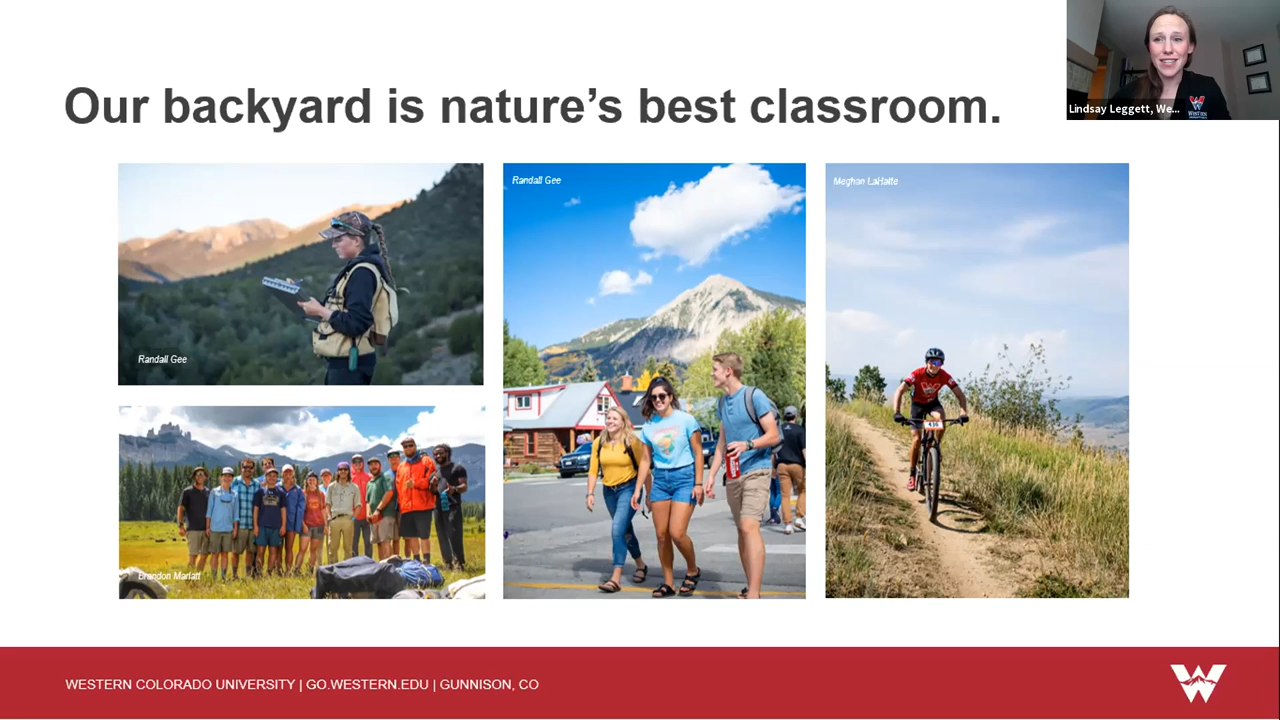 Our backyard is nature's best classroom.
Lindsay Leggett, We...
Randall Gee
Randall Gee
Meghan LaHatte
Brandon Marlatt
436
WESTERN COLORADO UNIVERSITY | GO.WESTERN.EDU | GUNNISON, CO
W